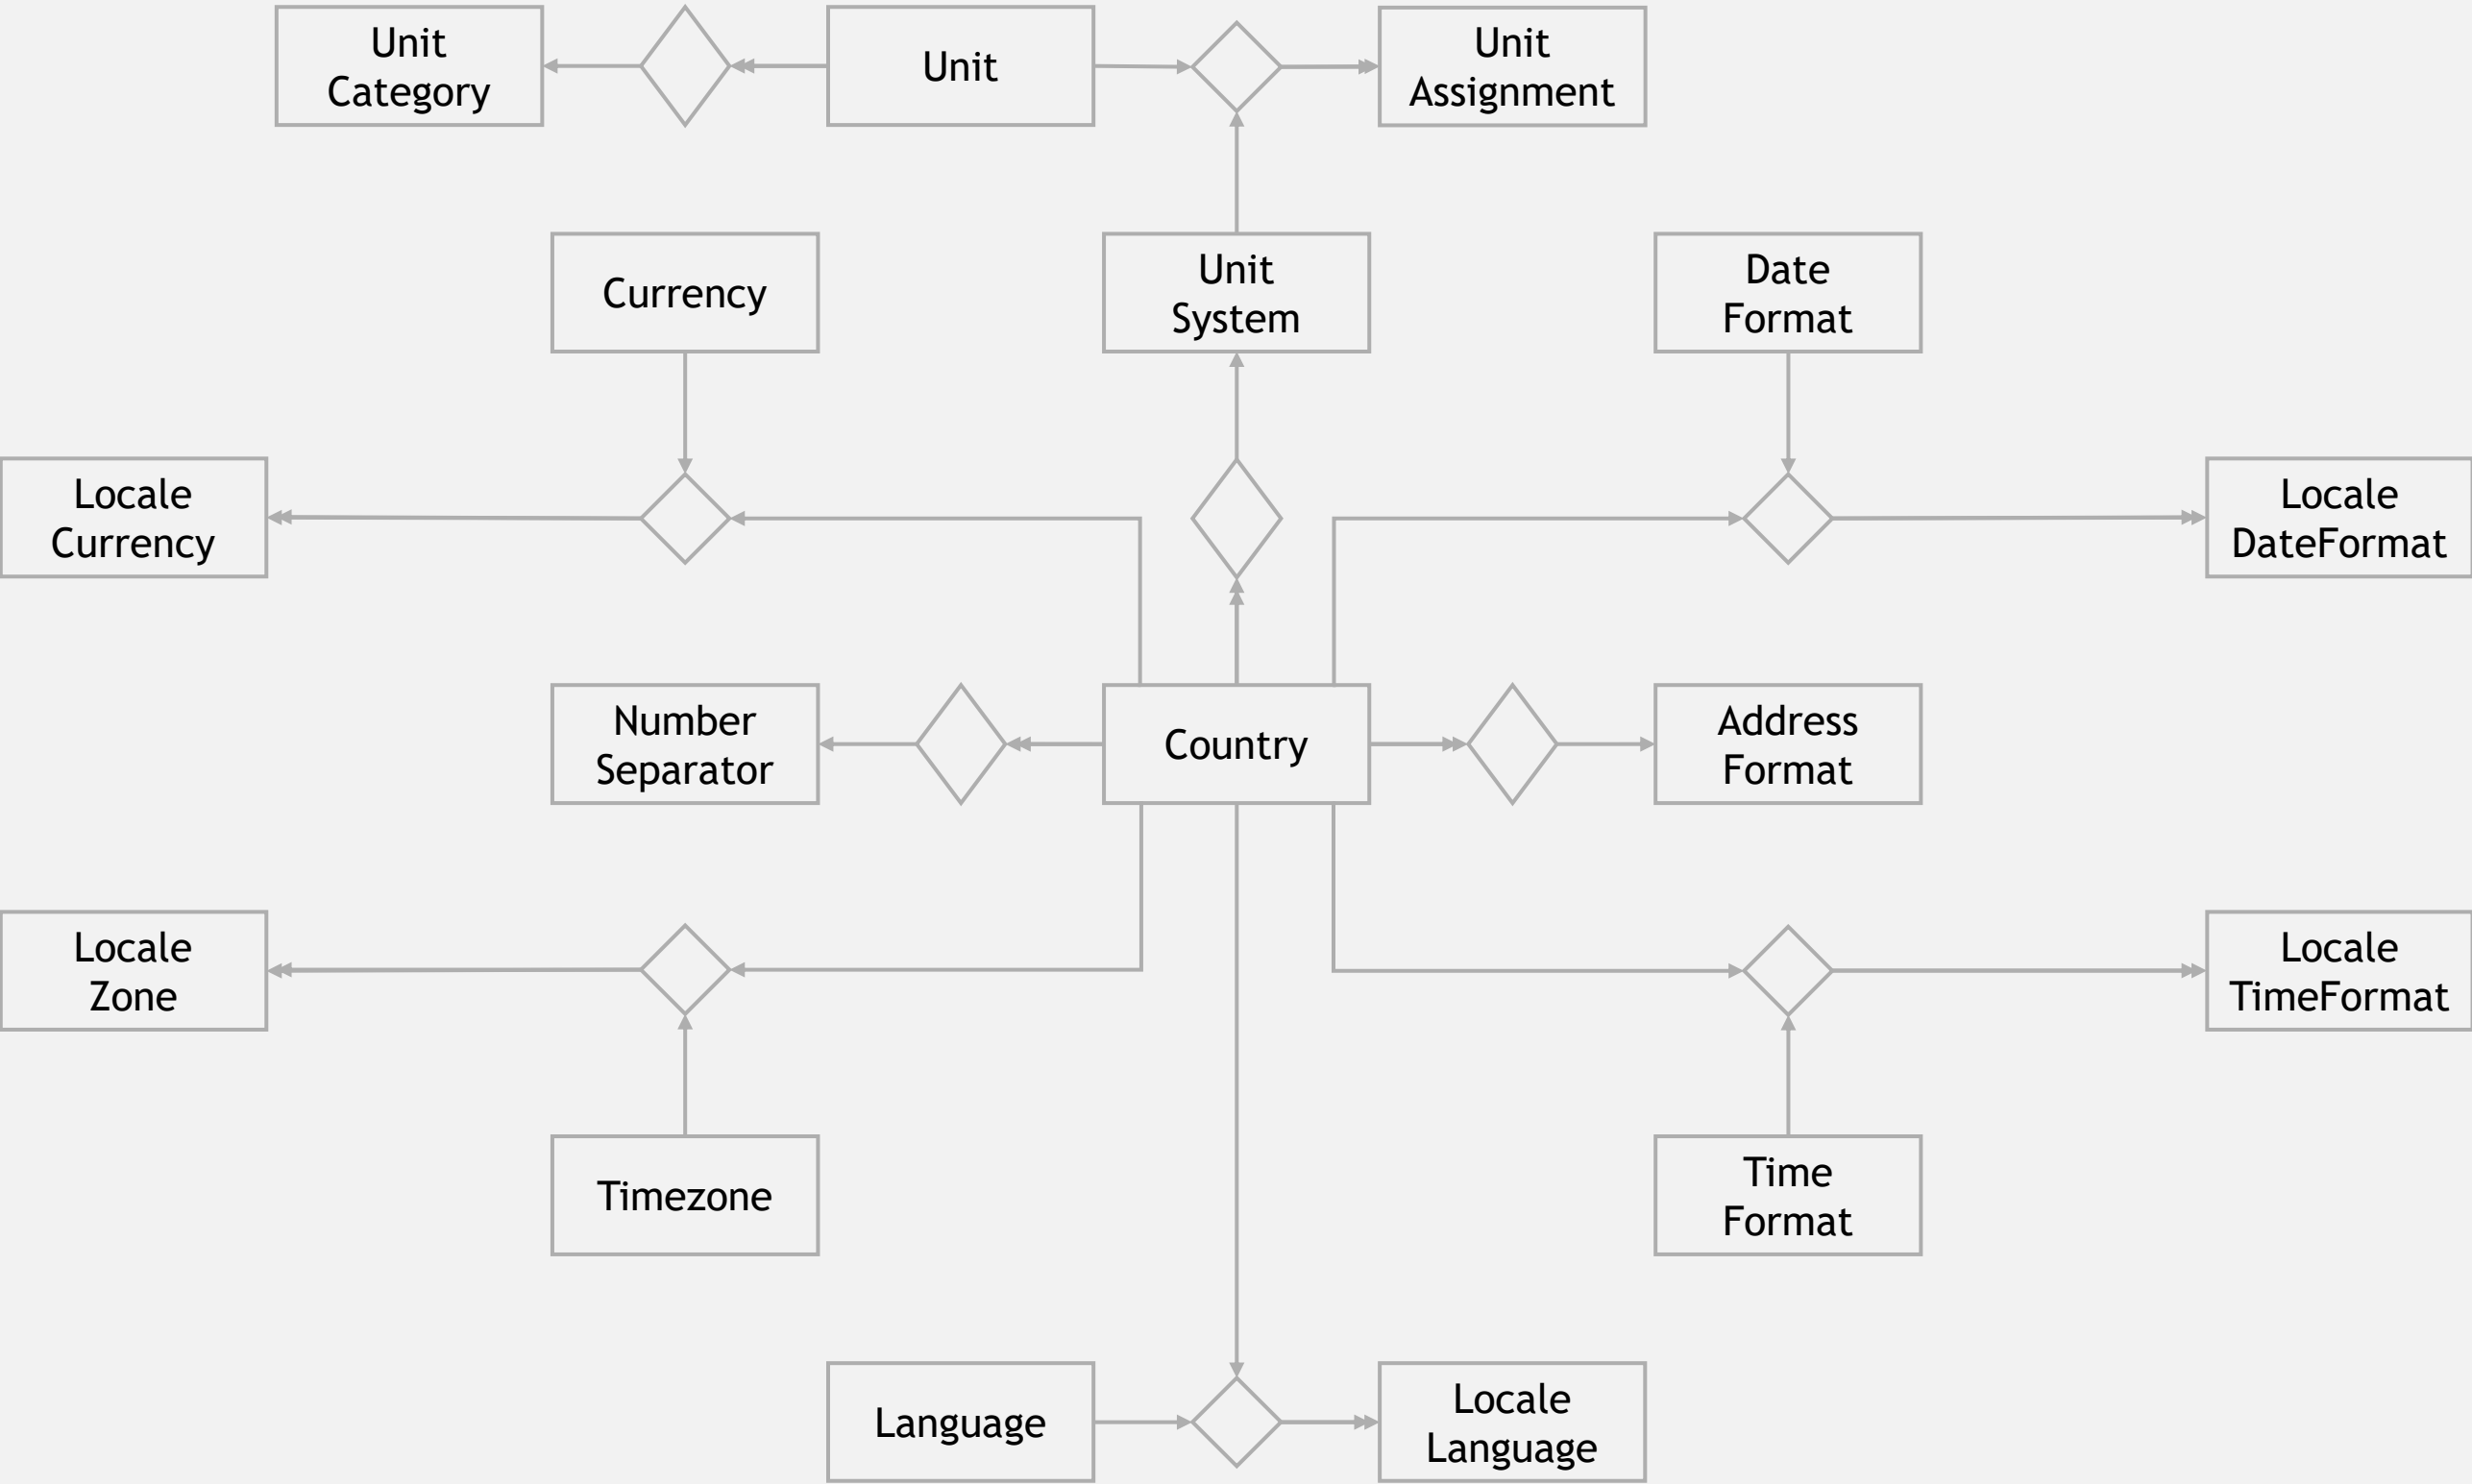 Unit
Category
Unit
Unit
Assignment
Currency
Unit
System
Date
Format
Locale
Currency
Locale
DateFormat
Number
Separator
Country
Address
Format
Locale
Zone
Locale
TimeFormat
Timezone
Time
Format
Language
Locale
Language